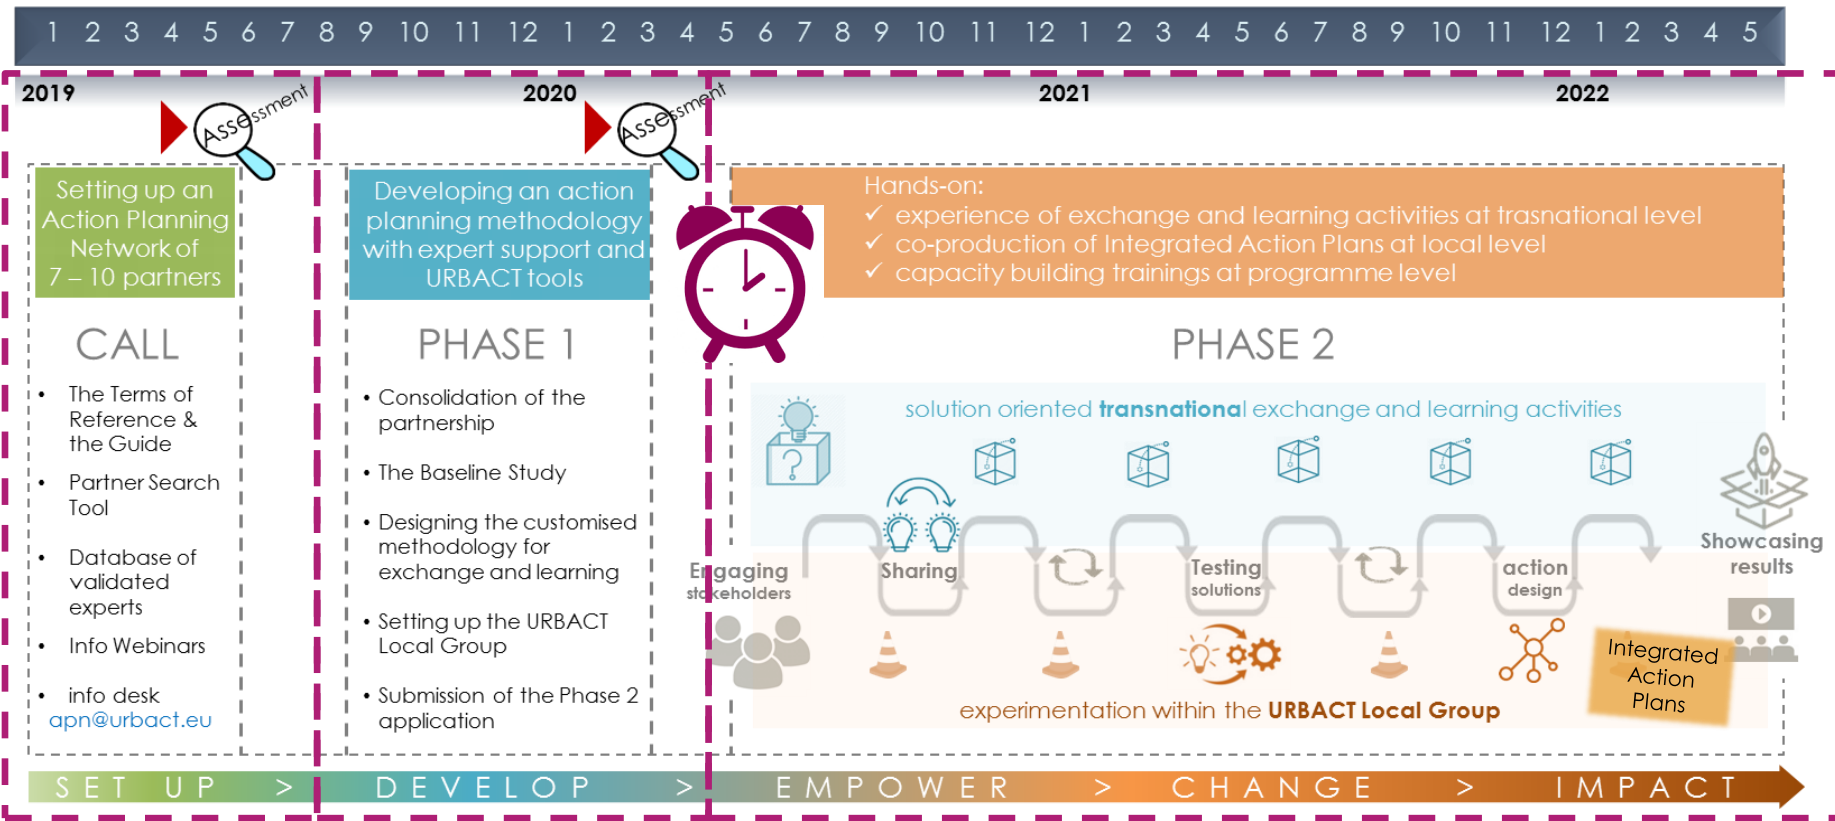 1 2 3 4 5 6 7 8 9 10 11 12 1 2 3 4 5 6 7 8 9 10 11 12 1 2 3 4 5 6 7 8 9 10 11 12 1 2 3 4 5
2019 2020 2021 2022
Assessment
Assessment
Setting up an
Action Planning
Network of
7 – 10 partners
CALL
• The Terms of
Reference &
the Guide
• Partner Search
Tool
• Database of
validated
experts
• Info Webinars
• info desk
apn@urbact.eu
Developing an action
planning methodology
with expert support and
URBACT tools
PHASE 1
• Consolidation of the
partnership
• The Baseline Study
• Designing the customised
methodology for
exchange and learning
• Setting up the URBACT
Local Group
• Submission of the Phase 2
application
Hands-on:
✓ experience of exchange and learning activities at trasnational level
✓ co-production of Integrated Action Plans at local level
✓ capacity building trainings at programme level
PHASE 2
solution oriented transnational exchange and learning activities
?
Engaging
stakeholders
Sharing
Testing
solutions
action
design
Showcasing
results
Integrated
Action
Plans
experimentation within the URBACT Local Group
SET UP > DEVELOP > EMPOWER > CHANGE > IMPACT